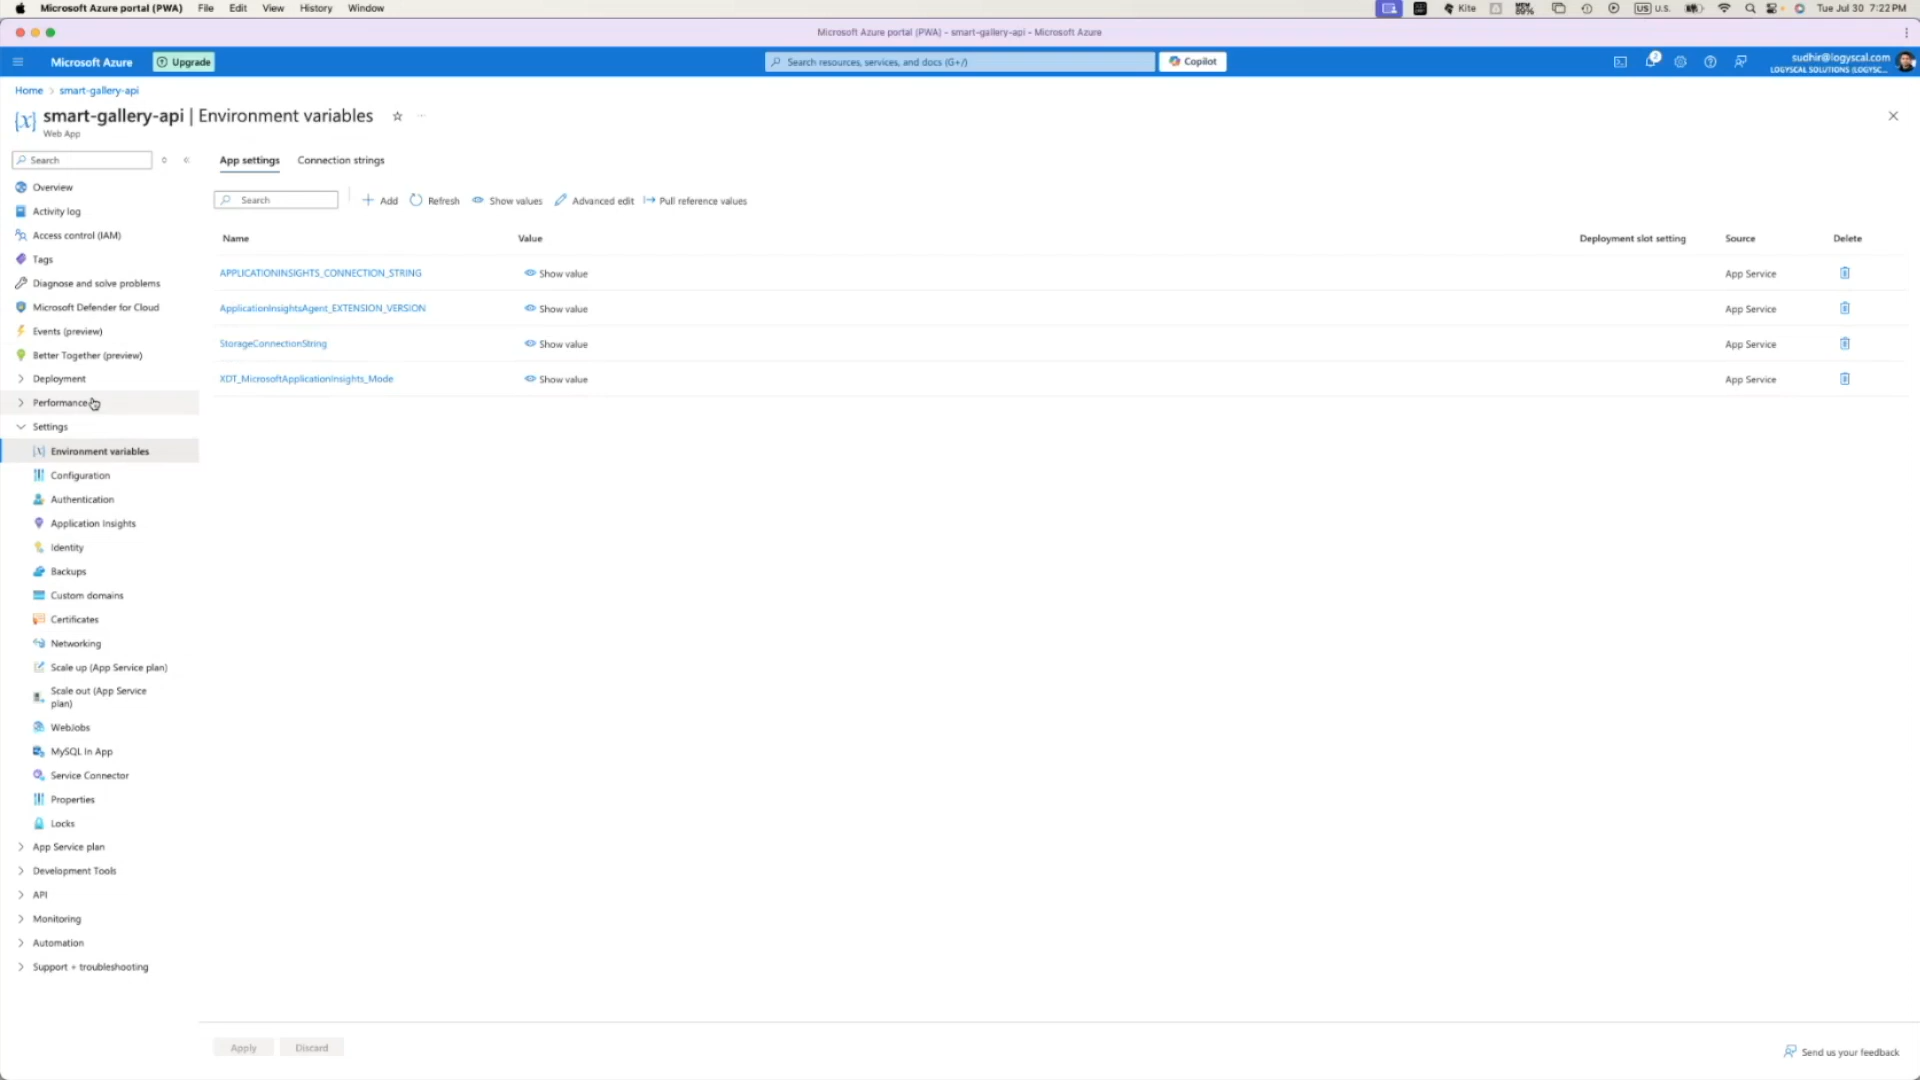 Microsoft Azure portal (PWA) File Edit View History Window
Kite
US U.S.
Tue Jul 30 7:22 PM
Microsoft Azure portal (PWA) - smart-gallery-api - Microsoft Azure
Microsoft Azure
Upgrade
Search resources, services, and docs (G+/)
Copilot
2
sudhir@logyscal.com
LOGYSCAL SOLUTIONS (LOGYSC...
Home > smart-gallery-api
smart-gallery-api | Environment variables
Web App
Search
App settings
Connection strings
Overview
Activity log
Access control (IAM)
Tags
Diagnose and solve problems
Microsoft Defender for Cloud
Events (preview)
Better Together (preview)
Deployment
Performance
Settings
Environment variables
Configuration
Authentication
Application Insights
Identity
Backups
Custom domains
Certificates
Networking
Scale up (App Service plan)
Scale out (App Service
plan)
WebJobs
MySQL In App
Service Connector
Properties
Locks
App Service plan
Development Tools
API
Monitoring
Automation
Support + troubleshooting
Search
Add
Refresh
Show values
Advanced edit
Pull reference values
Name Value Deployment slot setting Source Delete
APPLICATIONINSIGHTS_CONNECTION_STRING Show value App Service
ApplicationInsightsAgent_EXTENSION_VERSION Show value App Service
StorageConnectionString Show value App Service
XDT_MicrosoftApplicationInsights_Mode Show value App Service
Apply
Discard
Send us your feedback